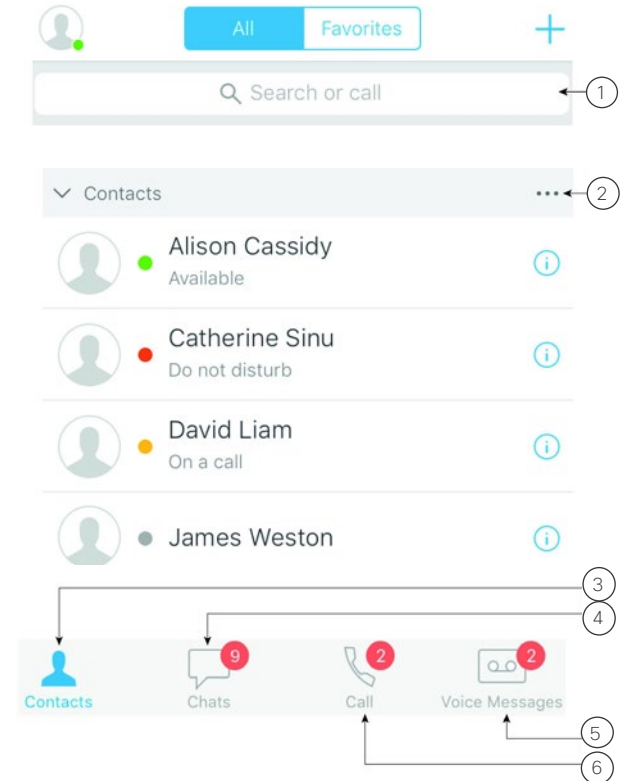 All Favorites
Search or call
1
Contacts
2
Alison Cassidy
Available
Catherine Sinu
Do not disturb
David Liam
On a call
James Weston
3
4
9 2 2
Contacts Chats Call Voice Messages
5
6